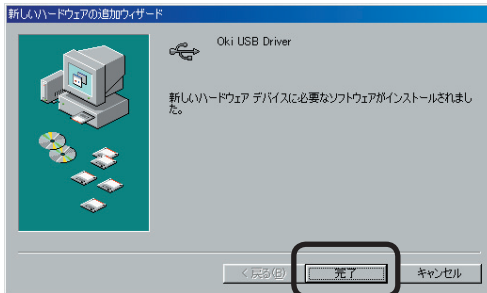 新しいハードウェアの追加ウィザード
Oki USB Driver
新しいハードウェア デバイスに必要なソフトウェアがインストールされまし
た。
< 戻る(B)
完了
キャンセル